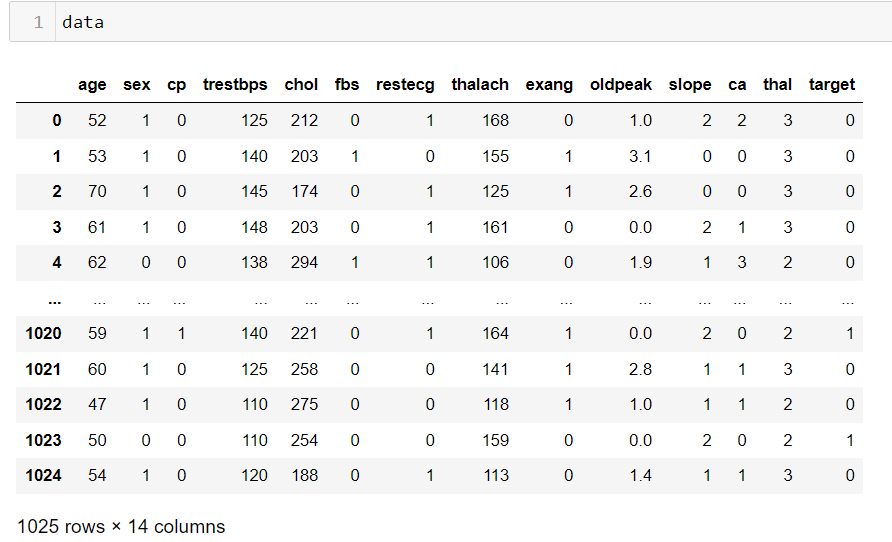 1 data
age sex cp trestbps chol fbs restecg thalach exang oldpeak slope ca thal target
0 52 1 0 125 212 0 1 168 0 1.0 2 2 3 0
1 53 1 0 140 203 1 0 155 1 3.1 0 0 3 0
2 70 1 0 145 174 0 1 125 1 2.6 0 0 3 0
3 61 1 0 148 203 0 1 161 0 0.0 2 1 3 0
4 62 0 0 138 294 1 1 106 0 1.9 1 3 2 0
... ... ... ... ... ... ... ... ... ... ... ... ... ... ...
1020 59 1 1 140 221 0 1 164 1 0.0 2 0 2 1
1021 60 1 0 125 258 0 0 141 1 2.8 1 1 3 0
1022 47 1 0 110 275 0 0 118 1 1.0 1 1 2 0
1023 50 0 0 110 254 0 0 159 0 0.0 2 0 2 1
1024 54 1 0 120 188 0 1 113 0 1.4 1 1 3 0
1025 rows × 14 columns